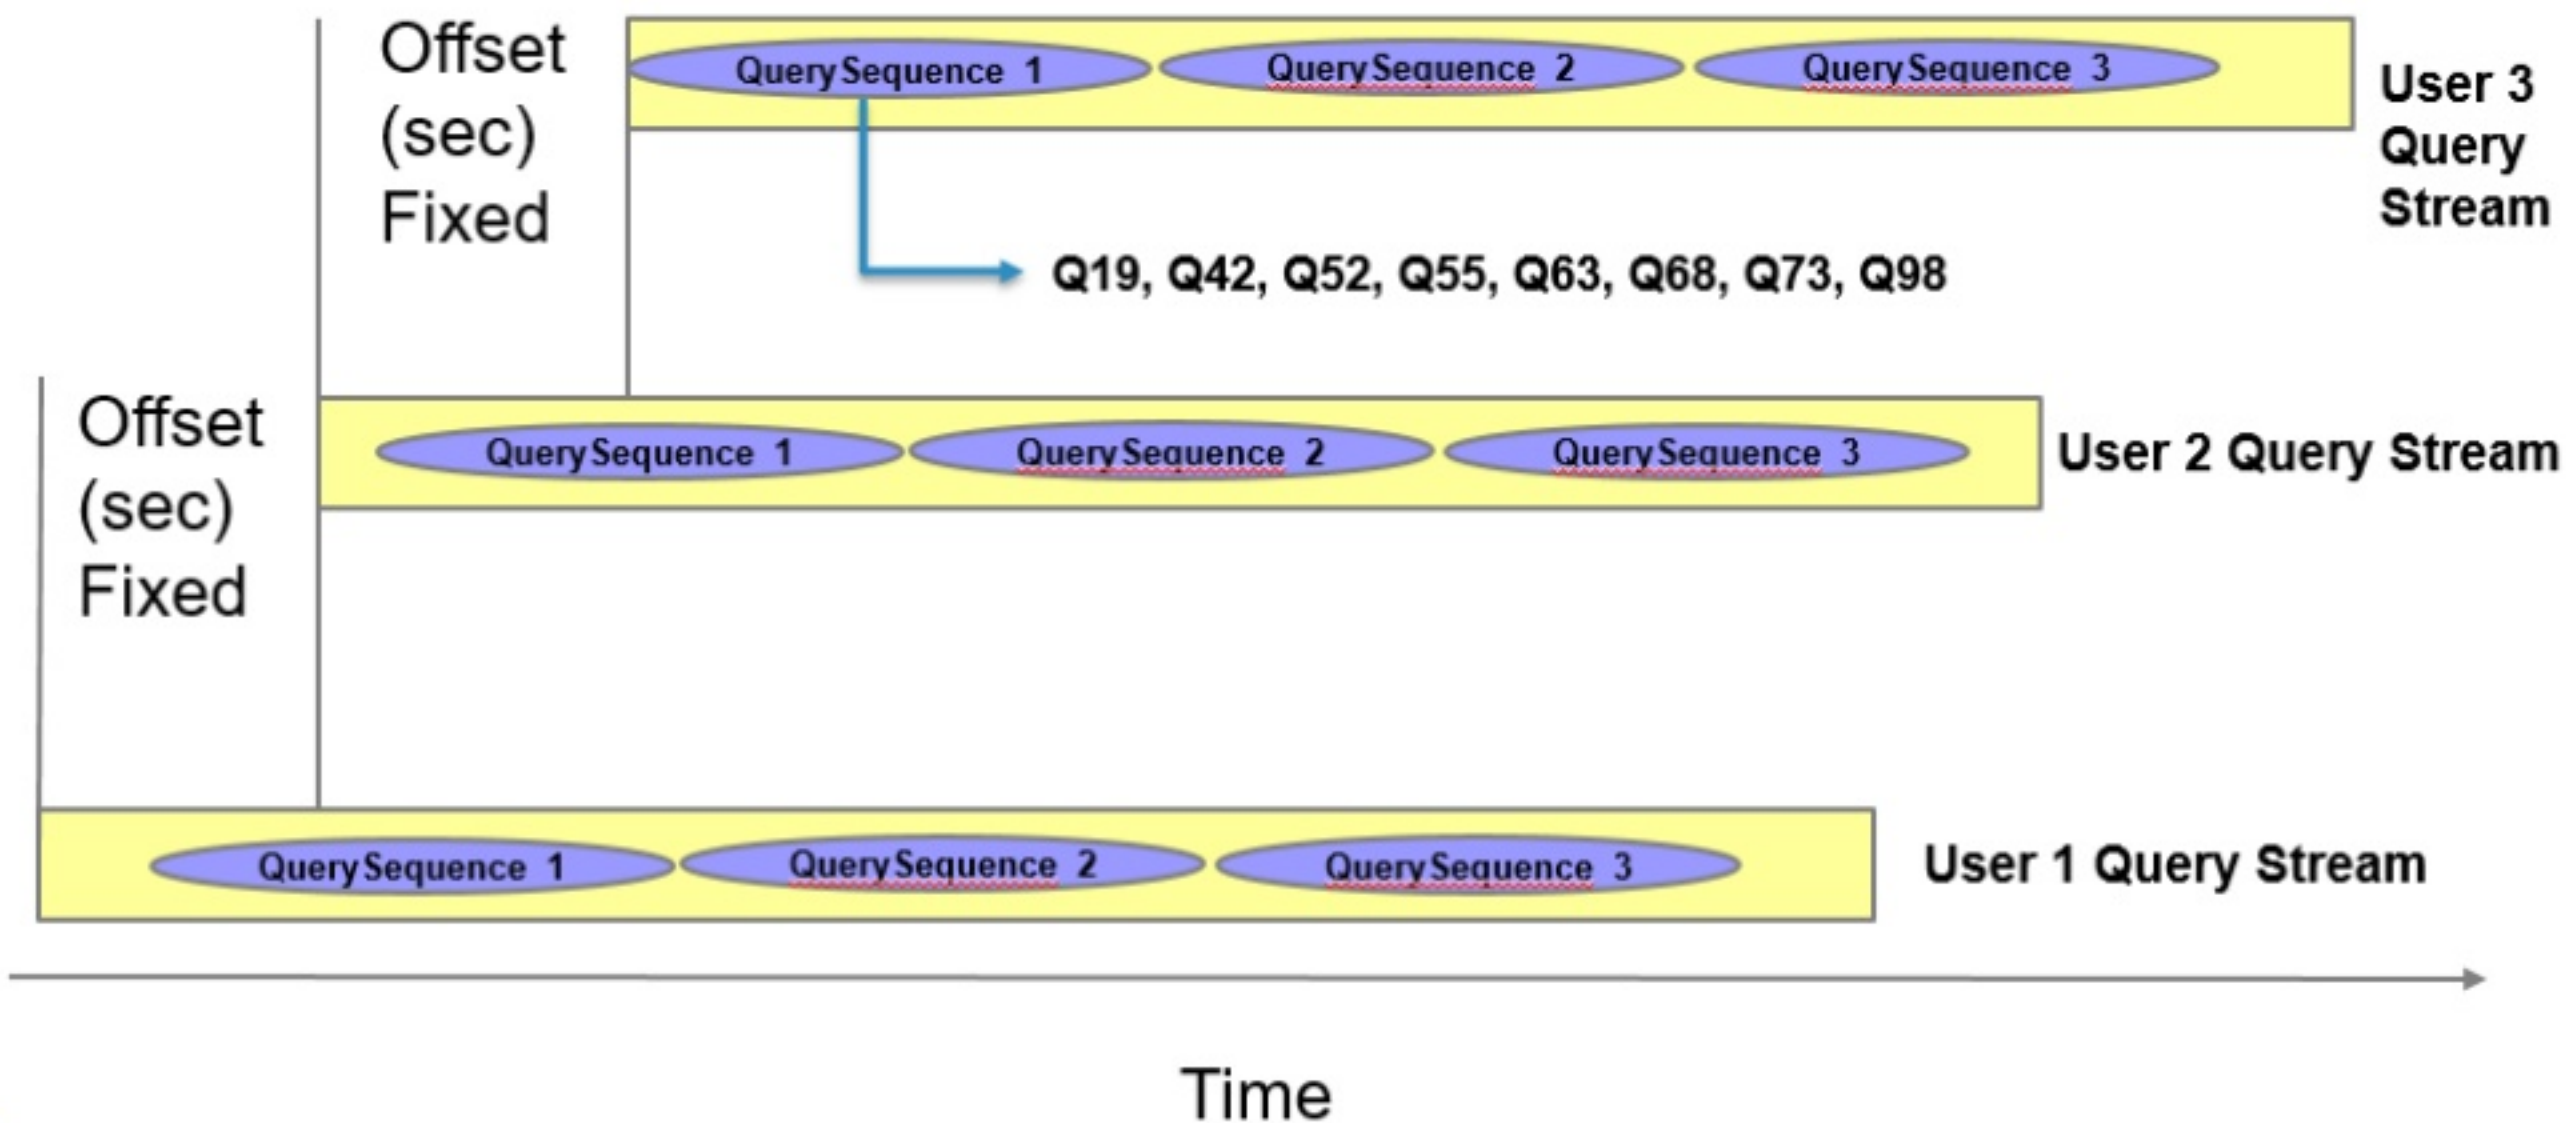 Offset
(sec)
Fixed
Query Sequence 1
Query Sequence 2
Query Sequence 3
User 3
Query
Stream
Q19, Q42, Q52, Q55, Q63, Q68, Q73, Q98
Offset
(sec)
Fixed
Query Sequence 1
Query Sequence 2
Query Sequence 3
User 2 Query Stream
Query Sequence 1
Query Sequence 2
Query Sequence 3
User 1 Query Stream
Time